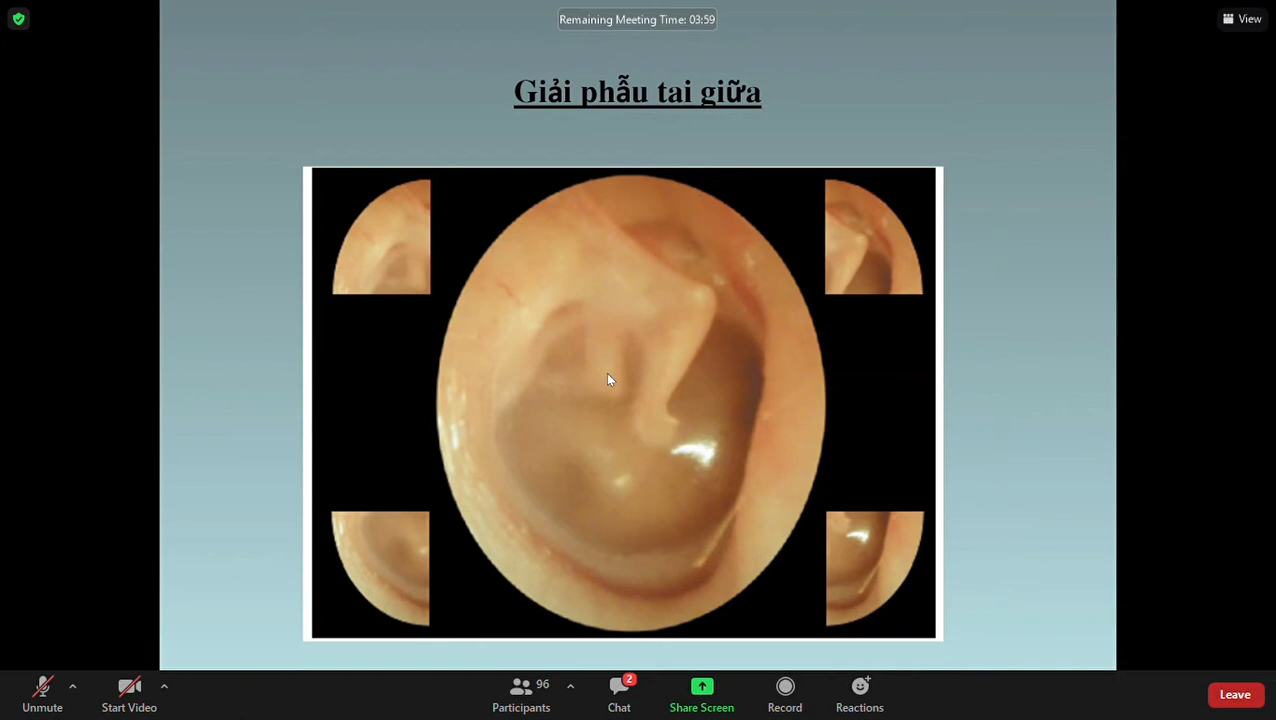 Remaining Meeting Time: 03:59
View
Giải phẫu tai giữa
Unmute
Start Video
96
Participants
2
Chat
Share Screen
Record
Reactions
Leave